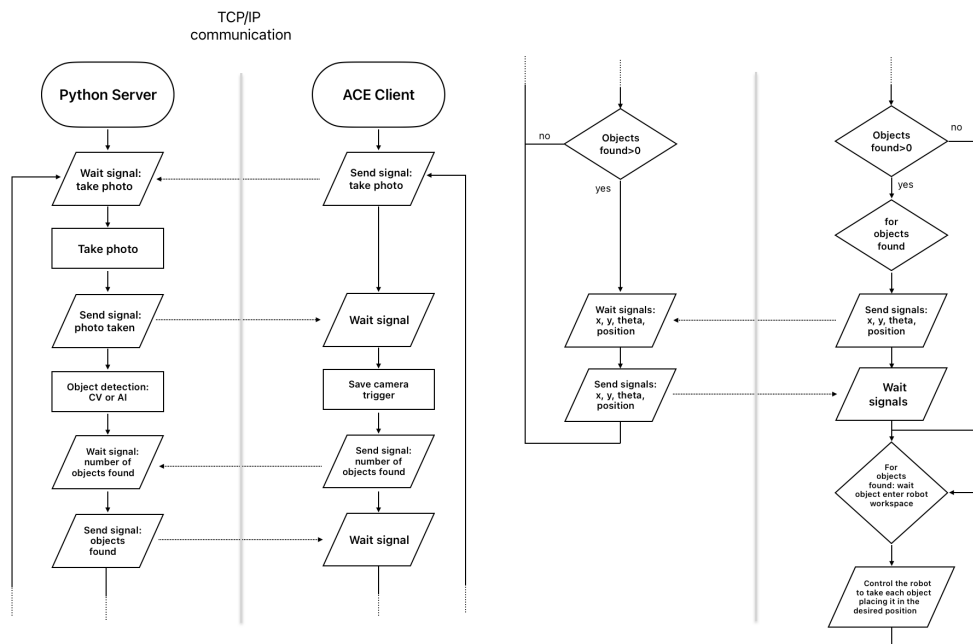 TCP/IP
communication
Python Server
ACE Client
Wait signal:
take photo
Send signal:
take photo
Take photo
Send signal:
photo taken
Wait signal
Object detection:
CV or AI
Save camera
trigger
Wait signal:
number of
objects found
Send signal:
number of
objects found
Send signal:
objects
found
Wait signal
no
Objects
found>0
yes
Wait signals:
x, y, theta,
position
Send signals:
x, y, theta,
position
Objects
found>0
no
yes
for
objects
found
Send signals:
x, y, theta,
position
Wait
signals
For
objects
found: wait
object enter robot
workspace
Control the robot
to take each object
placing it in the
desired position